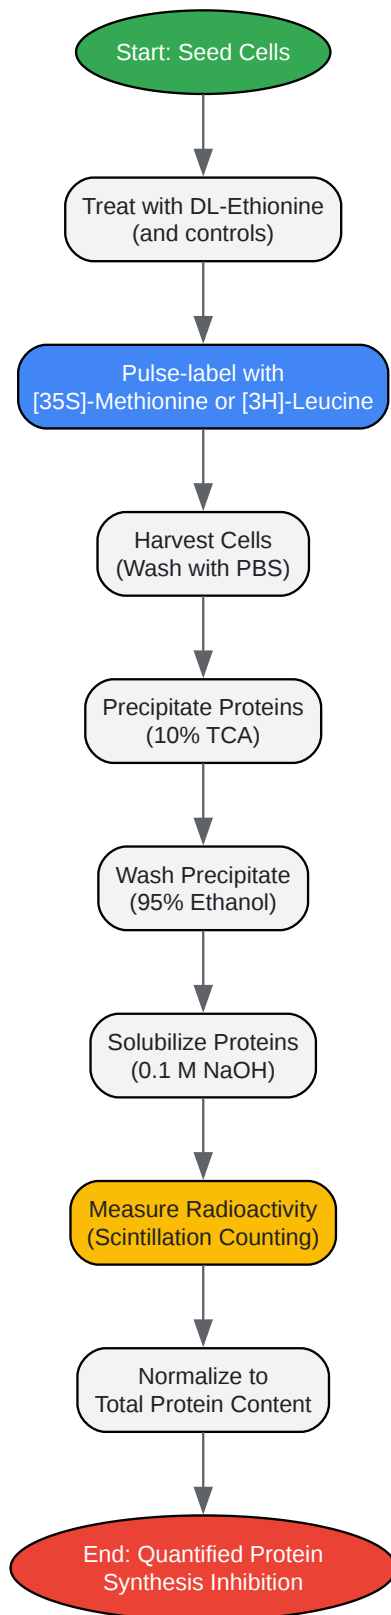 Start: Seed Cells
Treat with DL-Ethionine
(and controls)
Pulse-label with
[35S]-Methionine or [3H]-Leucine
Harvest Cells
(Wash with PBS)
Precipitate Proteins
(10% TCA)
Wash Precipitate
(95% Ethanol)
Solubilize Proteins
(0.1 M NaOH)
Measure Radioactivity
(Scintillation Counting)
Normalize to
Total Protein Content
End: Quantified Protein
Synthesis Inhibition